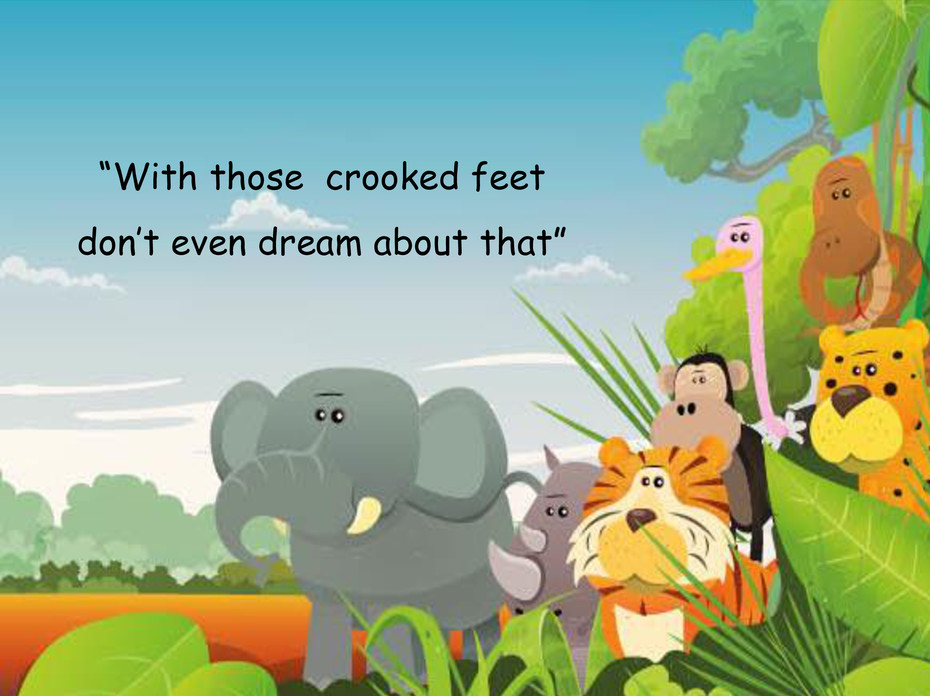 “With those  crooked feet
don’t even dream about that”